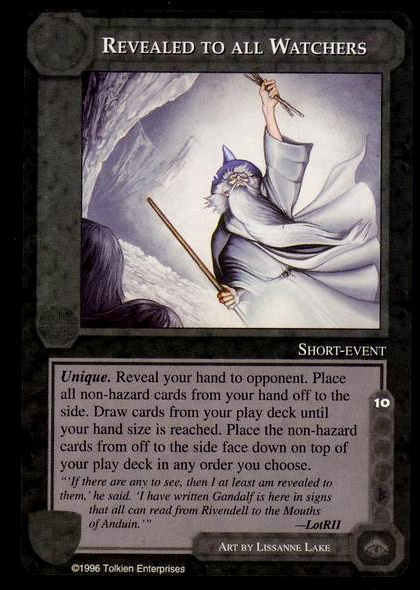 REVEALED TO ALL WATCHERS
SHORT-EVENT
Unique. Reveal your hand to opponent. Place
all non-hazard cards from your hand off to the
side. Draw cards from your play deck until
your hand size is reached. Place the non-hazard
cards from off to the side face down on top of
your play deck in any order you choose.
10
“‘If there are any to see, then I at least am revealed to
them,’ he said. ‘I have written Gandalf is here in signs
that all can read from Rivendell to the Mouths
of Anduin.’” —LotRII
ART BY LISSANNE LAKE
©1996 Tolkien Enterprises